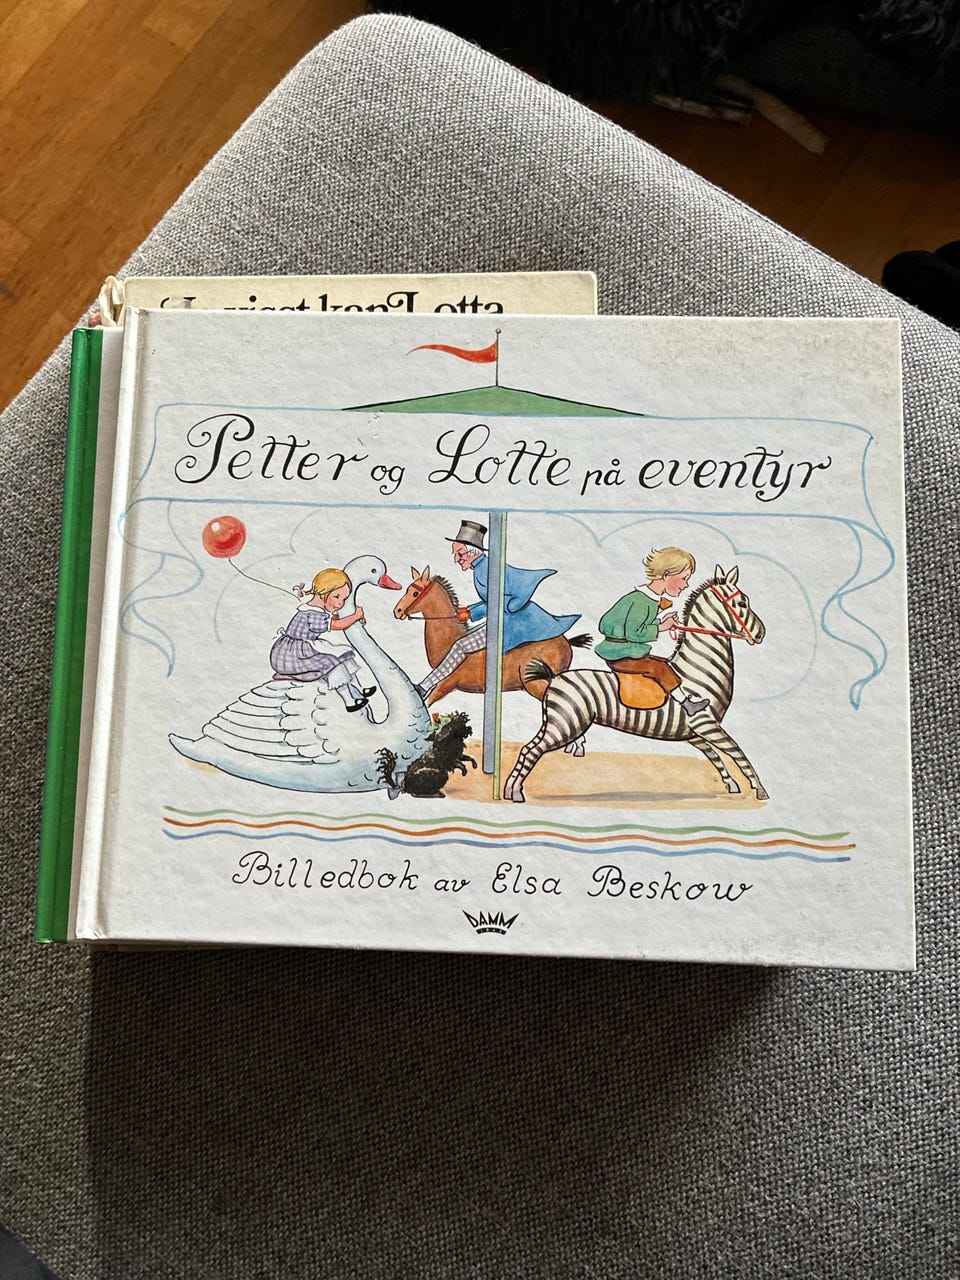 visst kan Lotta
Petter og Lotte på eventyr
Billedbok av Elsa Beskow
DAMM